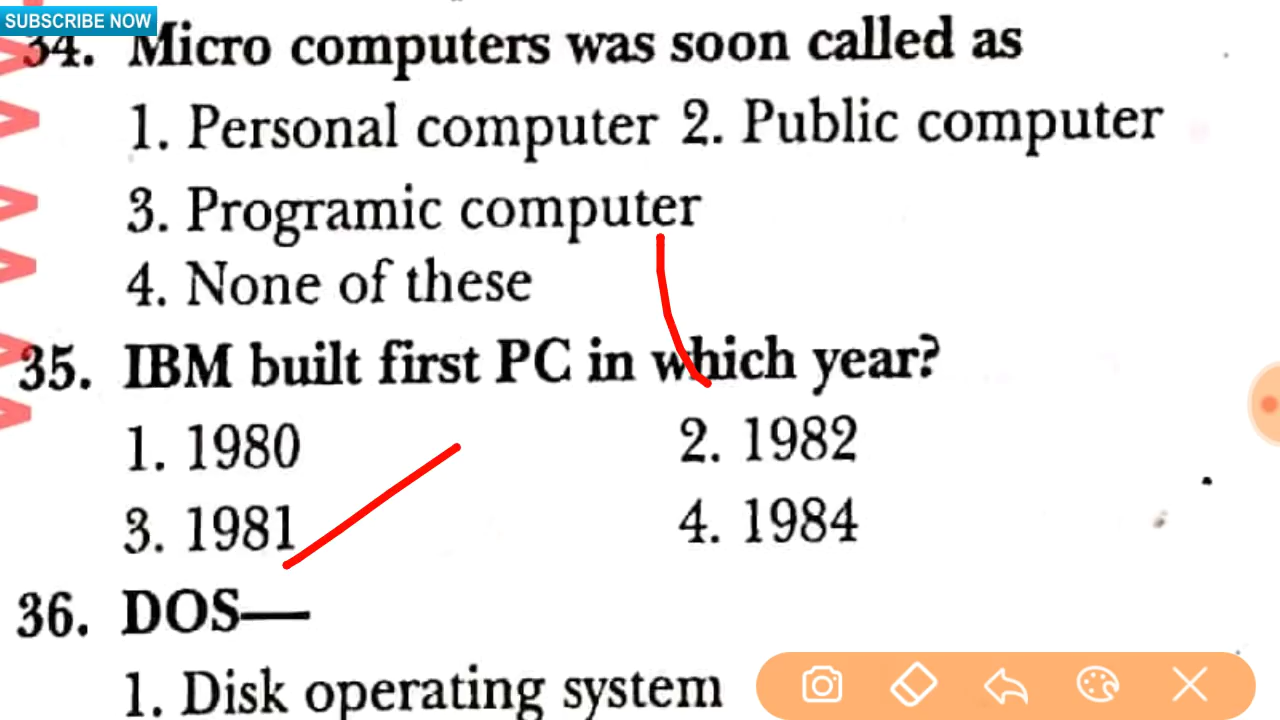 SUBSCRIBE NOW
34. Micro computers was soon called as
1. Personal computer 2. Public computer
3. Programic computer
4. None of these
35. IBM built first PC in which year?
1. 1980 2. 1982
3. 1981 4. 1984
36. DOS—
1. Disk operating system